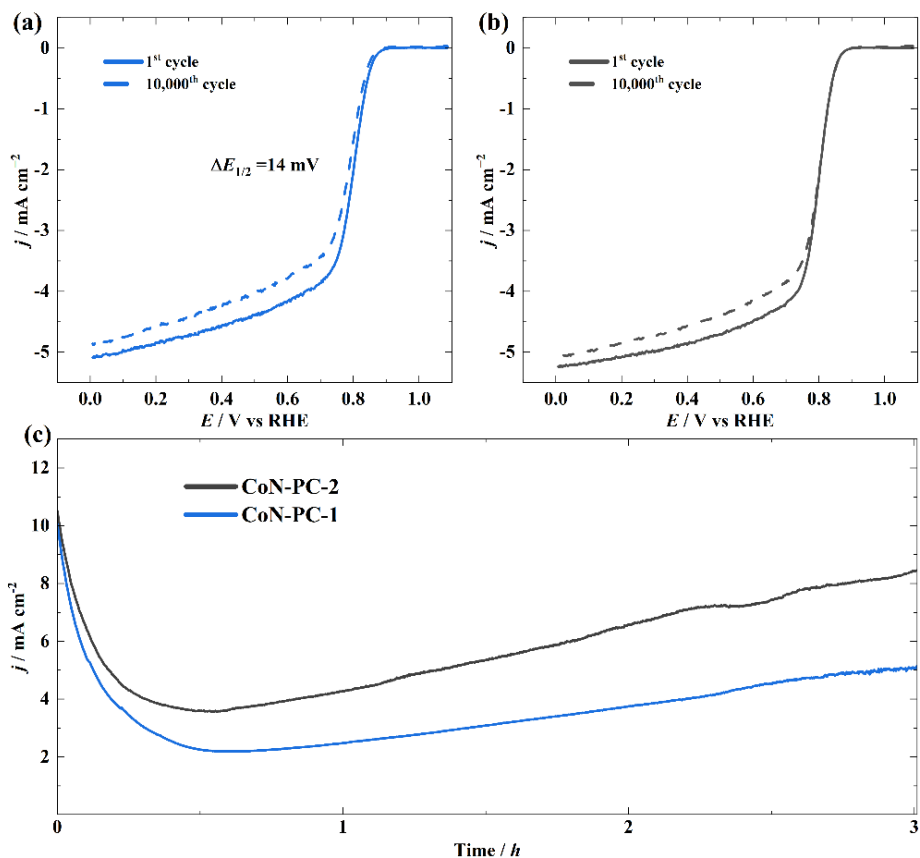 (a)
1st cycle
10,000th cycle
ΔE1/2 =14 mV
j / mA cm-2
0
-1
-2
-3
-4
-5
0.0 0.2 0.4 0.6 0.8 1.0
E / V vs RHE
(b)
1st cycle
10,000th cycle
j / mA cm-2
0
-1
-2
-3
-4
-5
0.0 0.2 0.4 0.6 0.8 1.0
E / V vs RHE
(c)
CoN-PC-2
CoN-PC-1
j / mA cm-2
12
10
8
6
4
2
0 1 2 3
Time / h